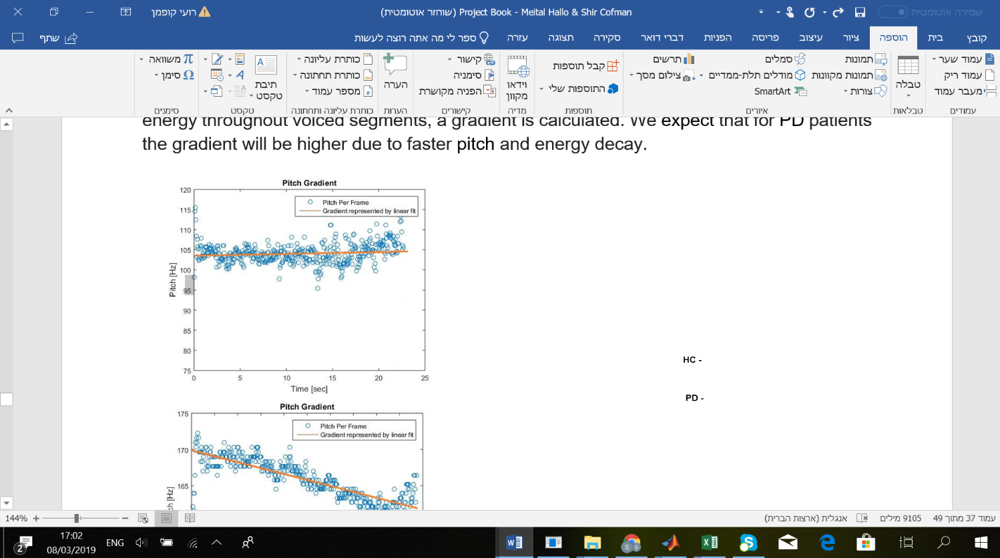 רועי קופמן
Project Book - Meital Hallo & Shir Cofman (שוחזר אוטומטית)
שמירה אוטומטית
קובץ
בית
הוספה
ציור
עיצוב
פריסה
הפניות
דברי דואר
סקירה
תצוגה
עזרה
ספר לי מה אתה רוצה לעשות
שתף
עמוד שער
עמוד ריק
מעבר עמוד
עמודים
טבלה
טבלאות
תמונות
תמונות מקוונות
צורות
סמלים
מודלים תלת-ממדיים
SmartArt
תרשים
צילום מסך
איורים
קבל תוספות
התוספות שלי
תוספות
וידאו
מקוון
מדיה
קישור
סימניה
הפניה מקושרת
קישורים
הערה
הערות
כותרת עליונה
כותרת תחתונה
מספר עמוד
כותרת עליונה ותחתונה
תיבת
טקסט
טקסט
משוואה
סימן
סימנים
energy throughout voiced segments, a gradient is calculated. We expect that for PD patients
the gradient will be higher due to faster pitch and energy decay.
Pitch Gradient
Pitch Per Frame
Gradient represented by linear fit
120
115
110
105
100
95
90
85
80
75
Pitch [Hz]
0 5 10 15 20 25
Time [sec]
HC -
PD -
Pitch Gradient
Pitch Per Frame
Gradient represented by linear fit
175
170
165
ch [Hz]
עמוד 37 מתוך 49
9105 מילים
אנגלית (ארצות הברית)
144%
17:02
08/03/2019
ENG
2